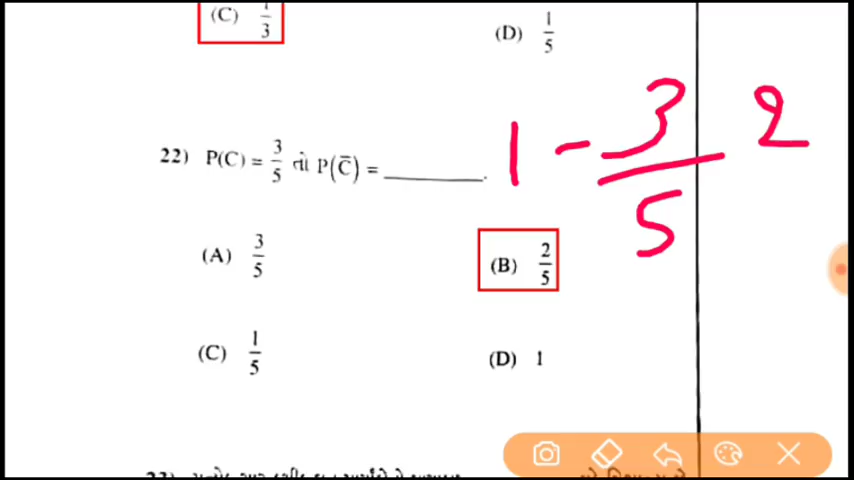 (C) 1/3
(D) 1/5
22) P(C) = 3/5 તો P(C̄) = ________.
1 - 3/5 2
(A) 3/5
(B) 2/5
(C) 1/5
(D) 1